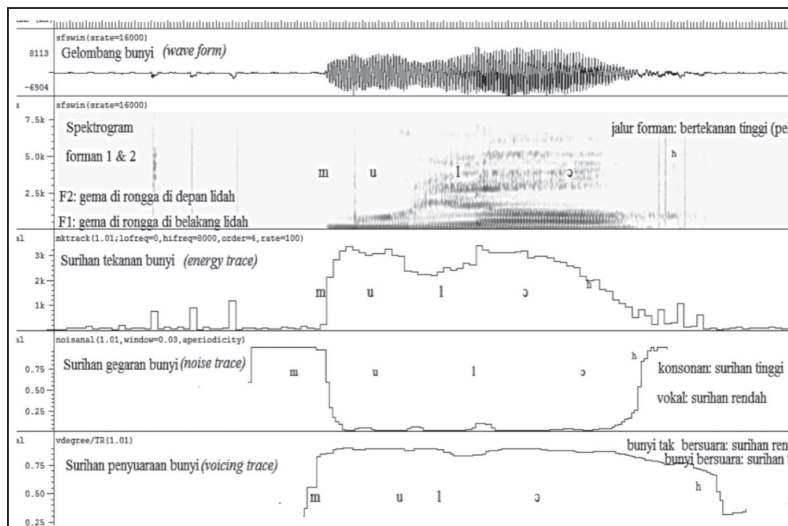 sfswin(srate=16000)
8113
Gelombang bunyi (wave form)
-6904
sfswin(srate=16000)
7.5k
Spektrogram
jalur forman: bertekanan tinggi
forman 1 & 2
5.0k
h
m u l ɔ
2.5k
F2: gema di rongga di depan lidah
F1: gema di rongga di belakang lidah
mktrack(1.01;lofreq=0,hifreq=8000,order=4,rate=100)
3k
Surihan tekanan bunyi (energy trace)
2k
m u l ɔ h
1k
noisanal(1.01,window=0.03,aperiodicity)
0.75
Surihan gegaran bunyi (noise trace)
h
konsonan: surihan tinggi
0.50
m u l ɔ
vokal: surihan rendah
0.25
vdegree/TR(1.01)
bunyi tak bersuara: surihan
0.75
Surihan penyuaraan bunyi (voicing trace)
bunyi bersuara: surihan
0.50
m u l ɔ h
0.25